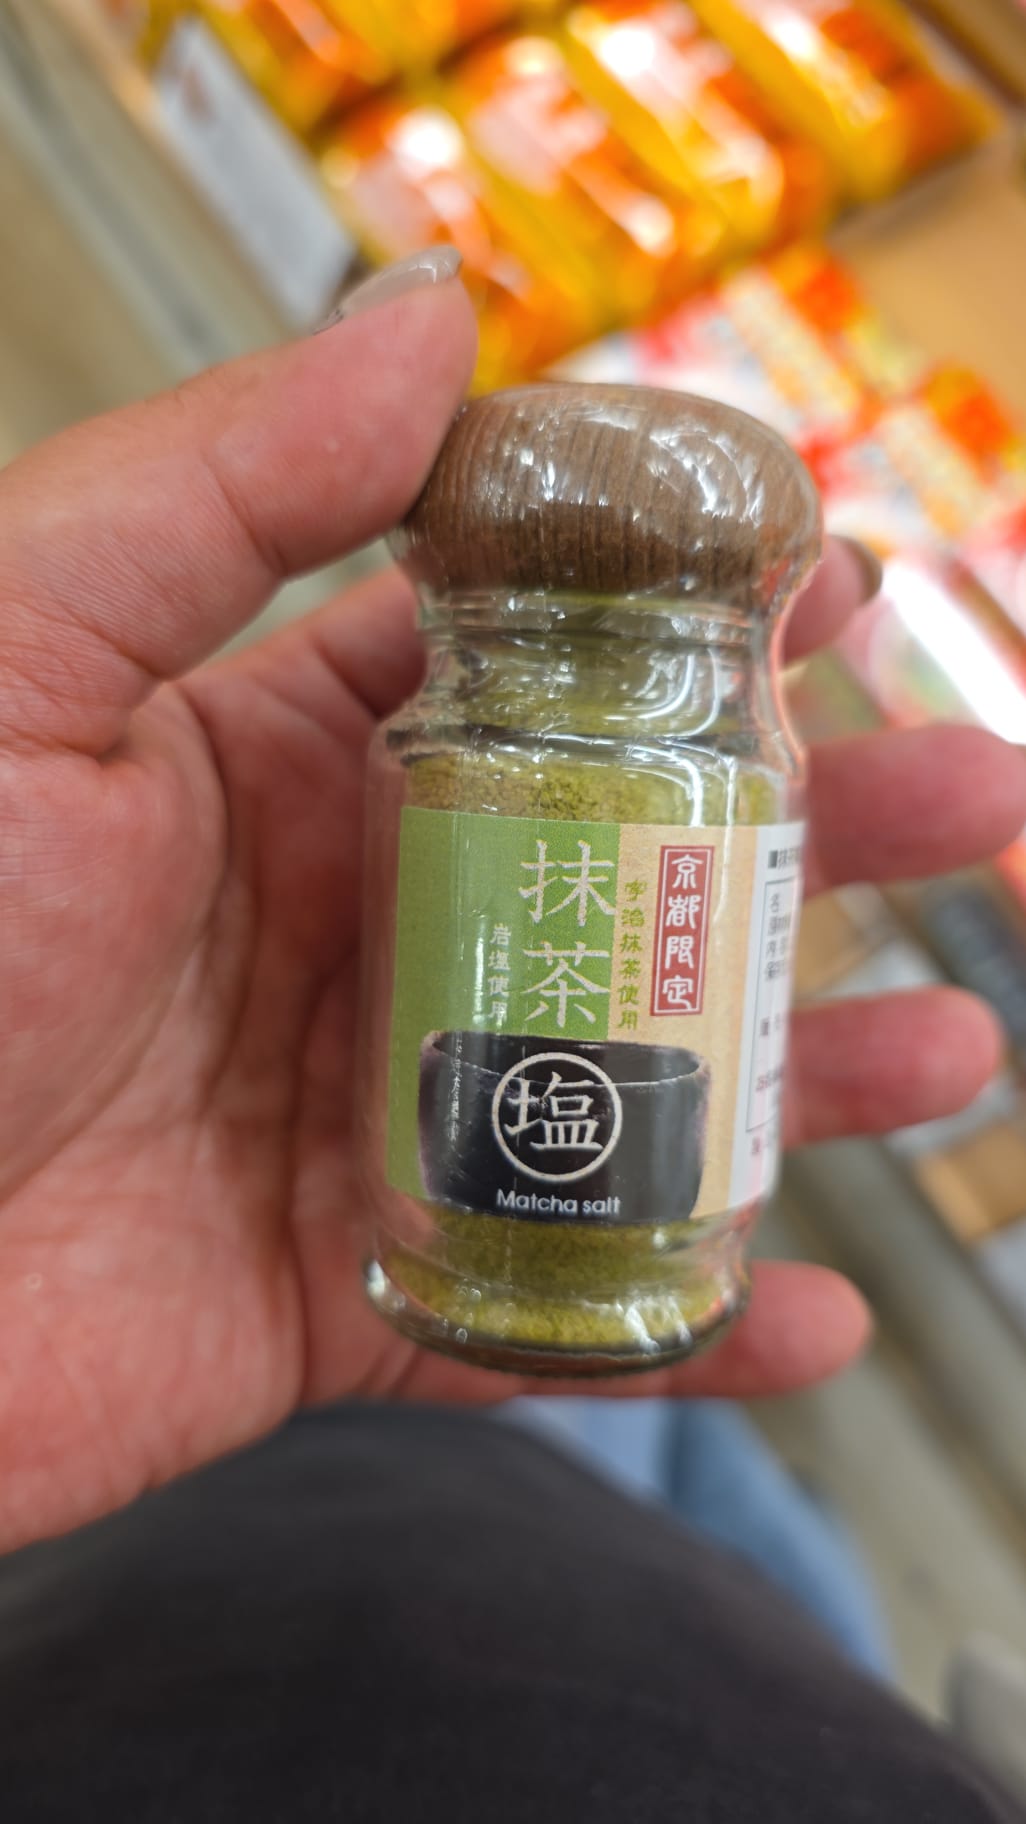 京都限定
宇治抹茶使用
抹茶
岩塩使用
塩
Matcha salt